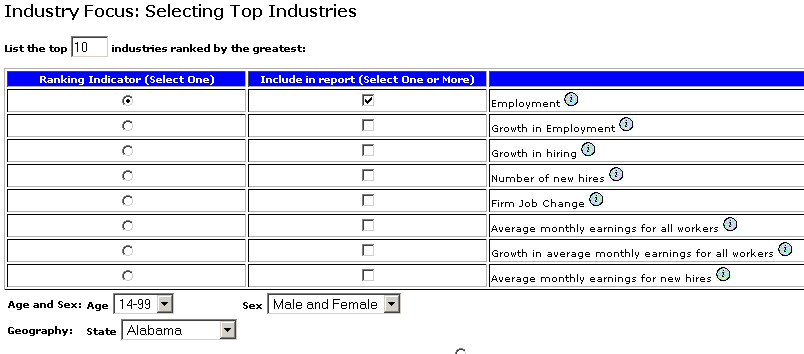 Industry Focus: Selecting Top Industries
List the top 10 industries ranked by the greatest:
Ranking Indicator (Select One) Include in report (Select One or More)
Employment
Growth in Employment
Growth in hiring
Number of new hires
Firm Job Change
Average monthly earnings for all workers
Growth in average monthly earnings for all workers
Average monthly earnings for new hires
Age and Sex: Age 14-99 Sex Male and Female
Geography: State Alabama